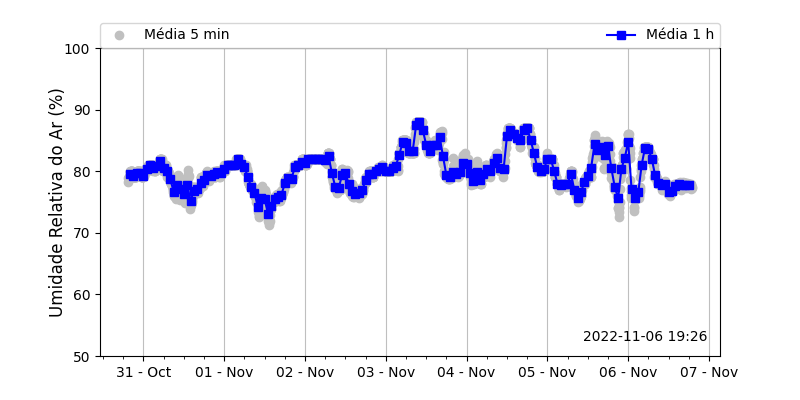 Média 5 min
Média 1 h
Umidade Relativa do Ar (%)
100
90
80
70
60
50
2022-11-06 19:26
31 - Oct
01 - Nov
02 - Nov
03 - Nov
04 - Nov
05 - Nov
06 - Nov
07 - Nov